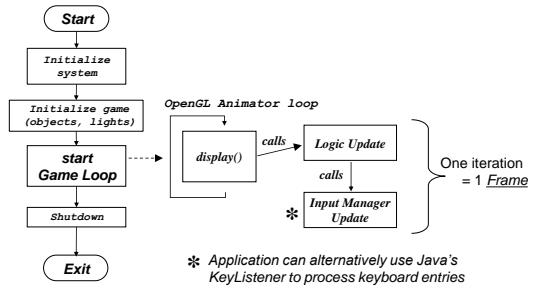 Start
Initialize
system
Initialize game
(objects, lights)
start
Game Loop
Shutdown
Exit
OpenGL Animator loop
display()
calls
Logic Update
calls
Input Manager
Update
*
One iteration
= 1 Frame
* Application can alternatively use Java's
KeyListener to process keyboard entries